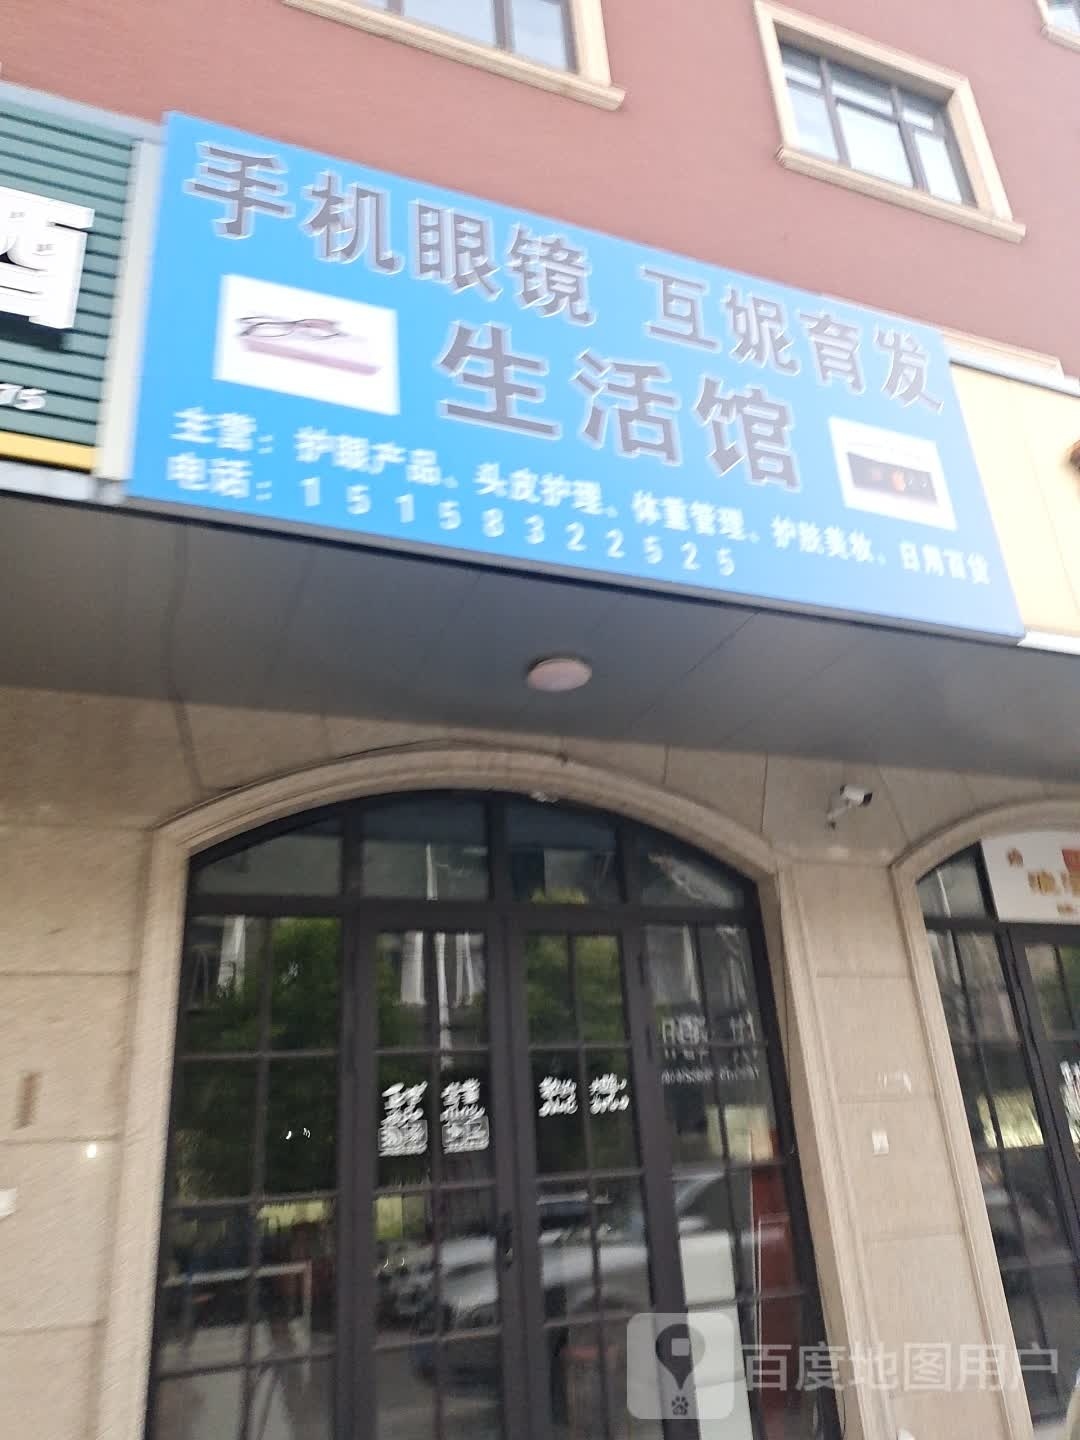 手机眼镜 互妮育发
生活馆
主营：护眼产品、头皮护理、体重管理、护肤美妆、日用百货
电话：15158322525
75
百度地图用户